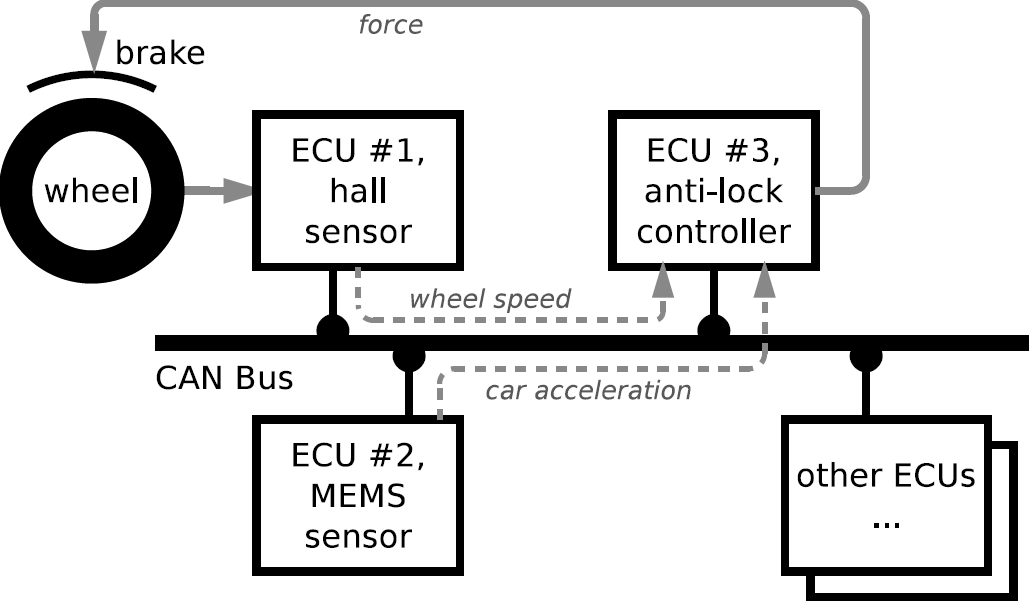 force
brake
wheel
ECU #1,
hall
sensor
ECU #3,
anti-lock
controller
wheel speed
CAN Bus
car acceleration
ECU #2,
MEMS
sensor
other ECUs
...